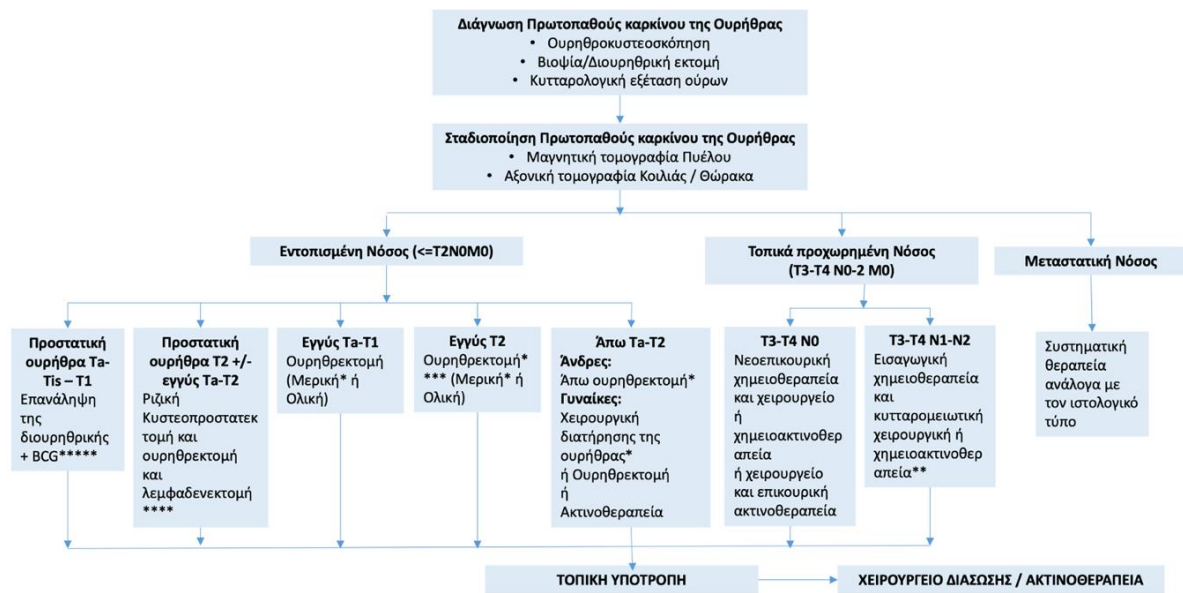 Διάγνωση Πρωτοπαθούς καρκίνου της Ουρήθρας
• Ουρηθροκυστεοσκόπηση
• Βιοψία/Διουρηθρική εκτομή
• Κυτταρολογική εξέταση ούρων
Σταδιοποίηση Πρωτοπαθούς καρκίνου της Ουρήθρας
• Μαγνητική τομογραφία Πυέλου
• Αξονική τομογραφία Κοιλιάς / Θώρακα
Εντοπισμένη Νόσος (<=T2N0M0)
Τοπικά προχωρημένη Νόσος
(T3-T4 N0-2 M0)
Μεταστατική Νόσος
Προστατική
ουρήθρα Ta-
Tis – T1
Επανάληψη
της
διουρηθρικής
+ BCG*****
Προστατική
ουρήθρα T2 +/-
εγγύς Ta-T2
Ριζική
Κυστεοπροστατεκ
τομή και
ουρηθρεκτομή
και
λεμφαδενεκτομή
****
Εγγύς Ta-T1
Ουρηθρεκτομή
(Μερική* ή
Ολική)
Εγγύς T2
Ουρηθρεκτομή*
*** (Μερική* ή
Ολική)
Άπω Ta-T2
Άνδρες:
Άπω ουρηθρεκτομή*
Γυναίκες:
Χειρουργική
διατήρησης της
ουρήθρας*
ή Ουρηθρεκτομή
ή
Ακτινοθεραπεία
T3-T4 N0
Νεοεπικουρική
χημειοθεραπεία
και χειρουργείο
ή
χημειοακτινοθερ
απεία
ή χειρουργείο
και επικουρική
ακτινοθεραπεία
T3-T4 N1-N2
Εισαγωγική
χημειοθεραπεία
και
κυτταρομειωτική
χειρουργική ή
χημειοακτινοθερ
απεία**
Συστηματική
θεραπεία
ανάλογα με
τον ιστολογικό
τύπο
ΤΟΠΙΚΗ ΥΠΟΤΡΟΠΗ
ΧΕΙΡΟΥΡΓΕΙΟ ΔΙΑΣΩΣΗΣ / ΑΚΤΙΝΟΘΕΡΑΠΕΙΑ